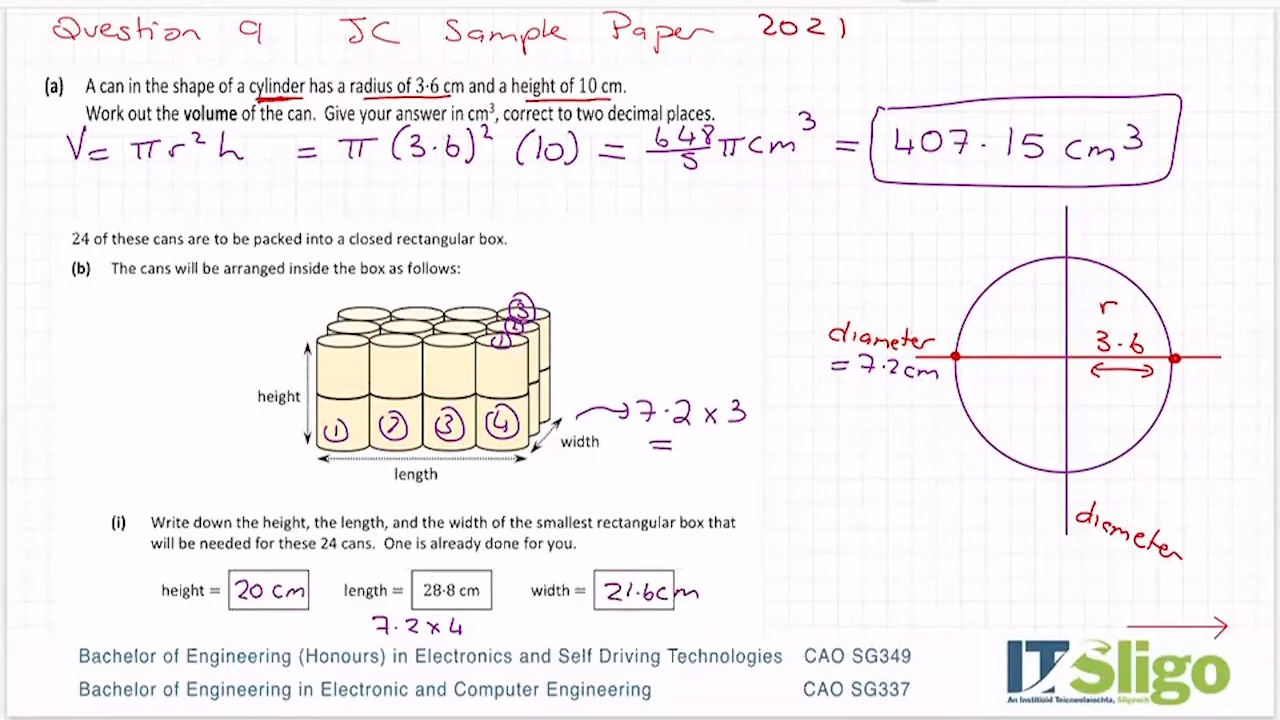 Question 9 JC Sample Paper 2021
(a) A can in the shape of a cylinder has a radius of 3·6 cm and a height of 10 cm.
Work out the volume of the can. Give your answer in cm³, correct to two decimal places.
V = πr²h = π (3·6)² (10) = 648/5 π cm³ = 407·15 cm³
24 of these cans are to be packed into a closed rectangular box.
(b) The cans will be arranged inside the box as follows:
3
2
1
height
1 2 3 4
width
length
→ 7·2 x 3
=
r
3·6
diameter
= 7·2cm
diameter
(i) Write down the height, the length, and the width of the smallest rectangular box that
will be needed for these 24 cans. One is already done for you.
height = 20 cm length = 28·8 cm width = 21·6cm
7·2 x 4
Bachelor of Engineering (Honours) in Electronics and Self Driving Technologies CAO SG349
Bachelor of Engineering in Electronic and Computer Engineering CAO SG337
IT Sligo
An Institiúid Teicneolaíochta, Sligeach